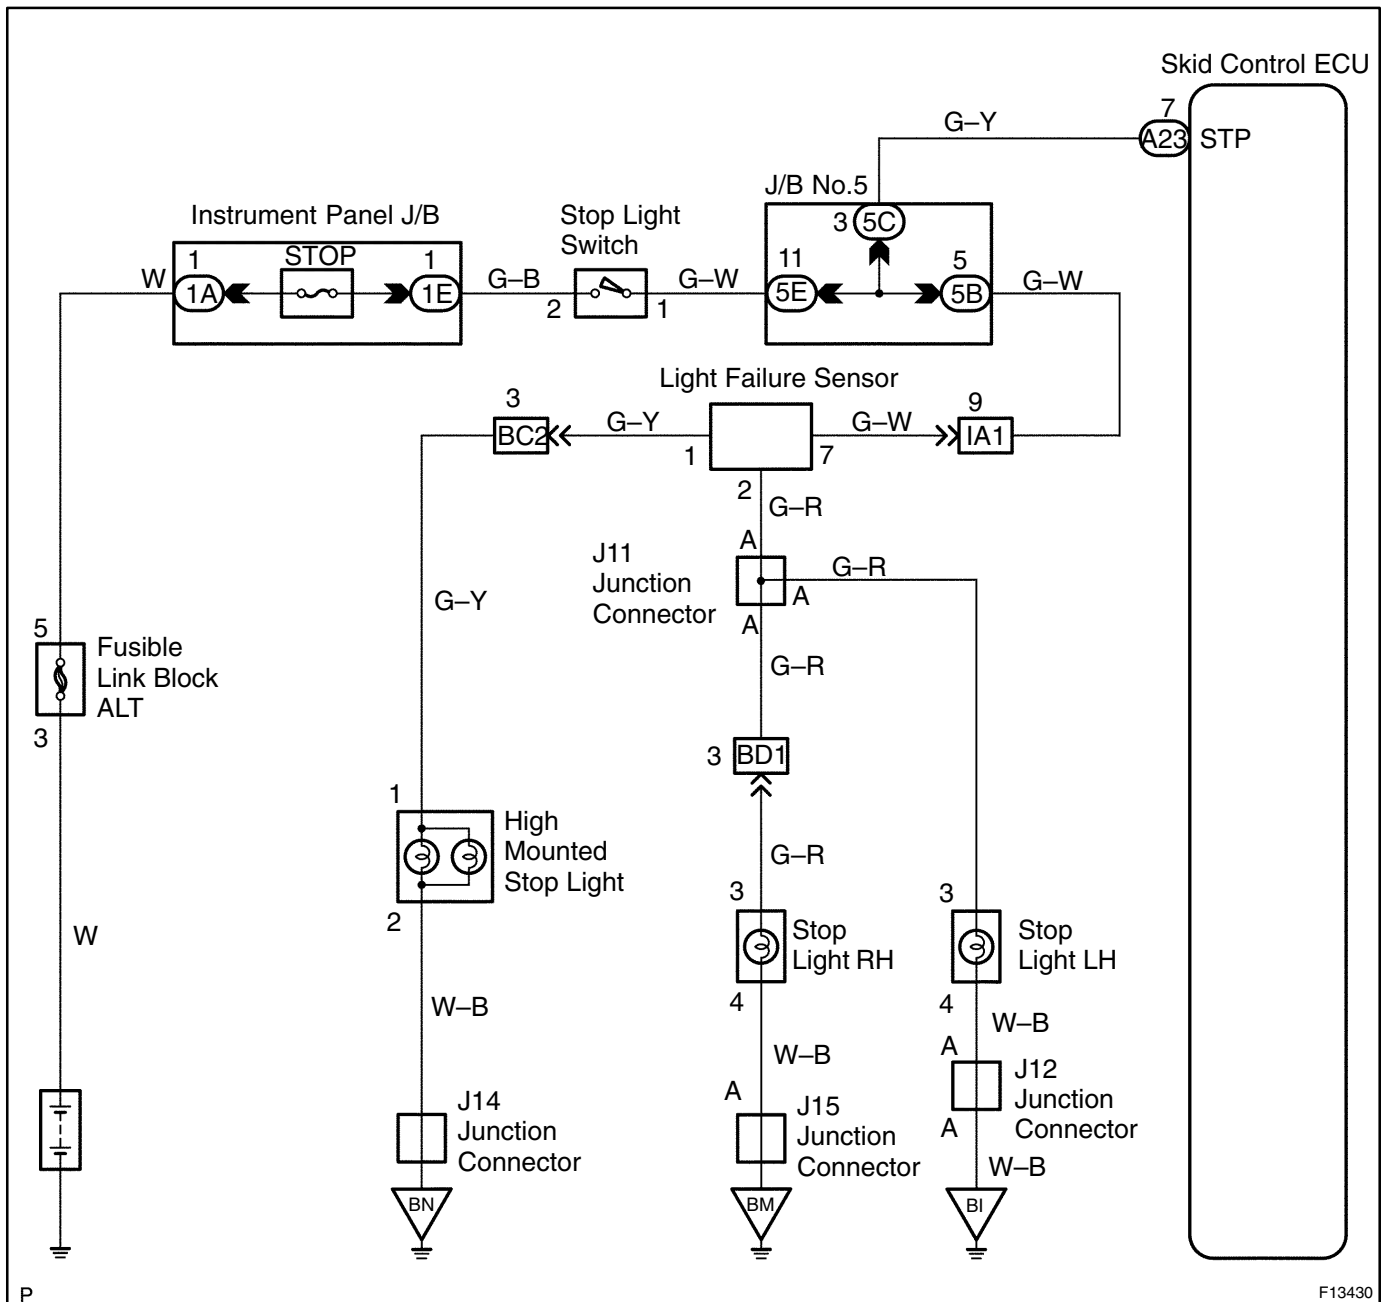 Skid Control ECU
7
G–Y
A23
STP
J/B No.5
Instrument Panel J/B
Stop Light
Switch
3
5C
1
STOP
1
11
5
W
1A
1E
G–B
G–W
5E
5B
G–W
2
1
Light Failure Sensor
3
9
BC2
G–Y
G–W
IA1
1
7
2
G–R
A
J11
Junction
Connector
G–R
A
A
G–Y
5
Fusible
Link Block
ALT
G–R
3
3
BD1
1
High
Mounted
Stop Light
G–R
2
3
3
Stop
Light RH
Stop
Light LH
W
4
4
W–B
W–B
A
W–B
J12
Junction
Connector
A
J14
Junction
Connector
A
J15
Junction
Connector
W–B
BN
BM
BI
P
F13430